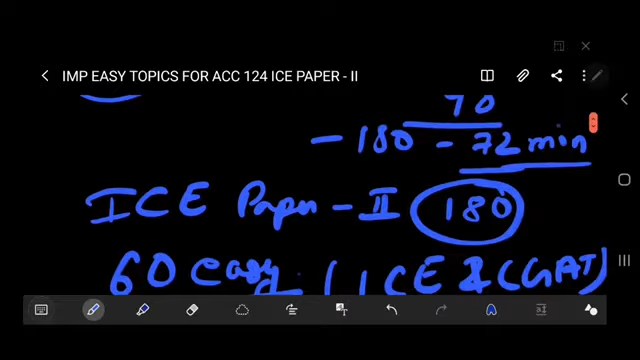 IMP EASY TOPICS FOR ACC 124 ICE PAPER - II
70
- 180 - 72 min
ICE Paper - II 180
60 easy. (ICE & CGAT)